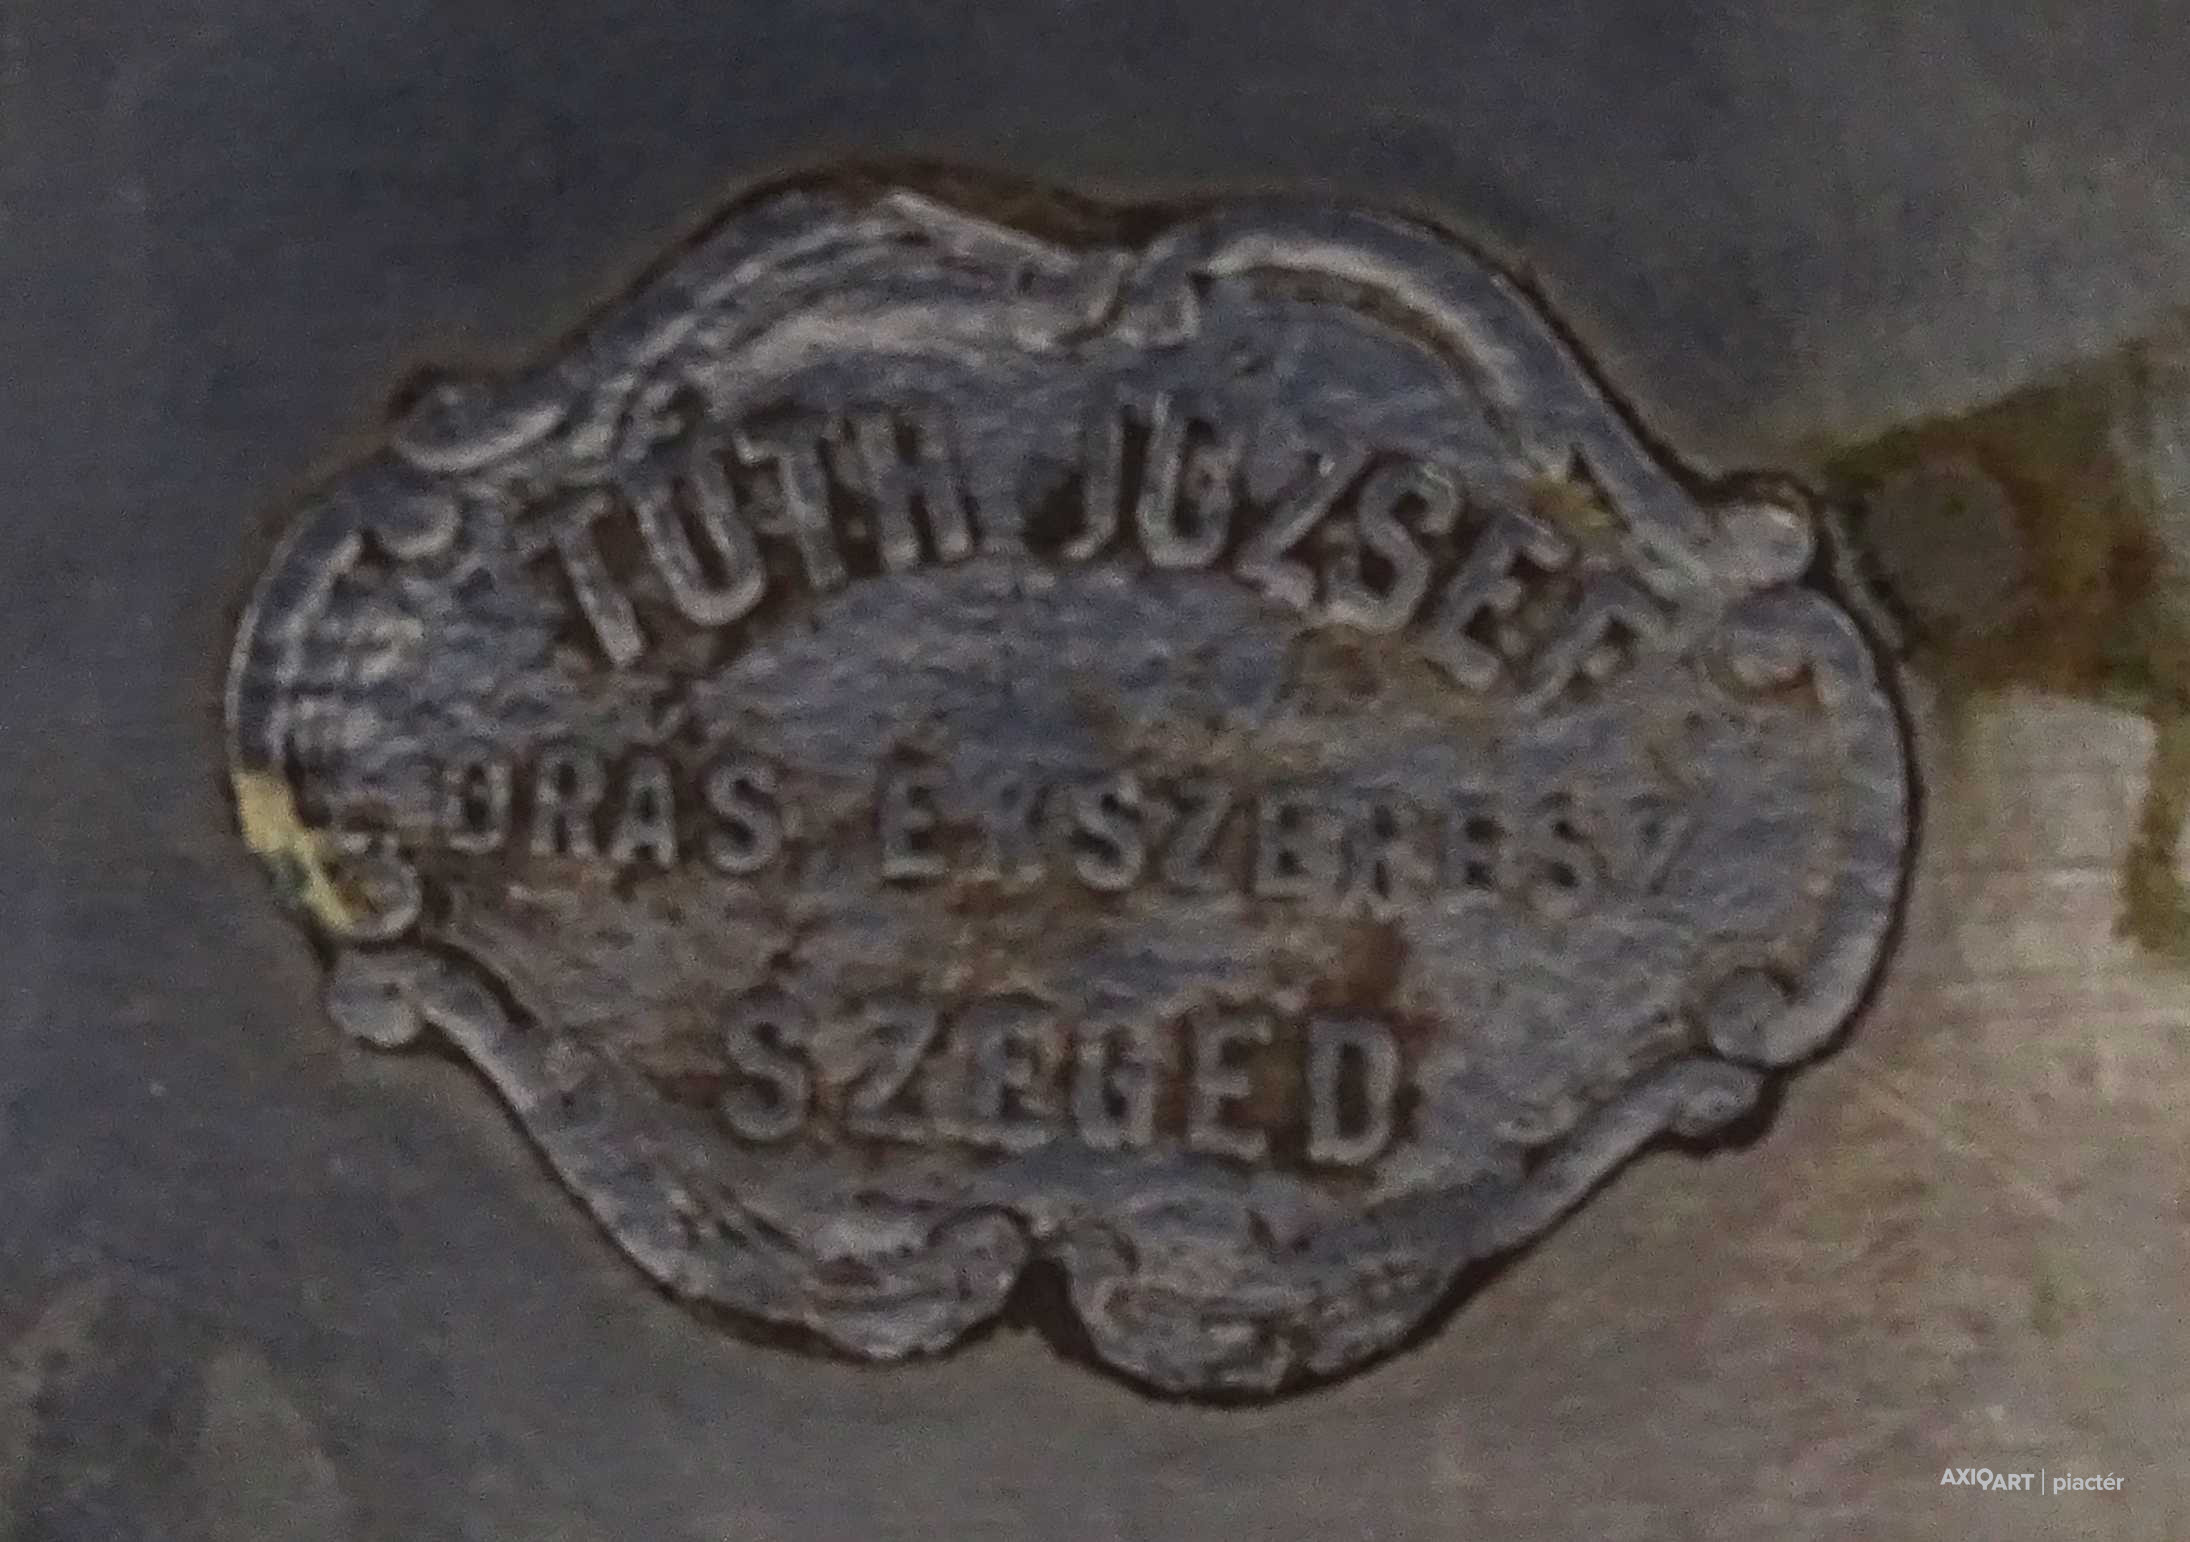 TÓTH JÓZSEF
ÓRÁS, ÉKSZERÉSZ
SZEGED
AXIOART | piactér